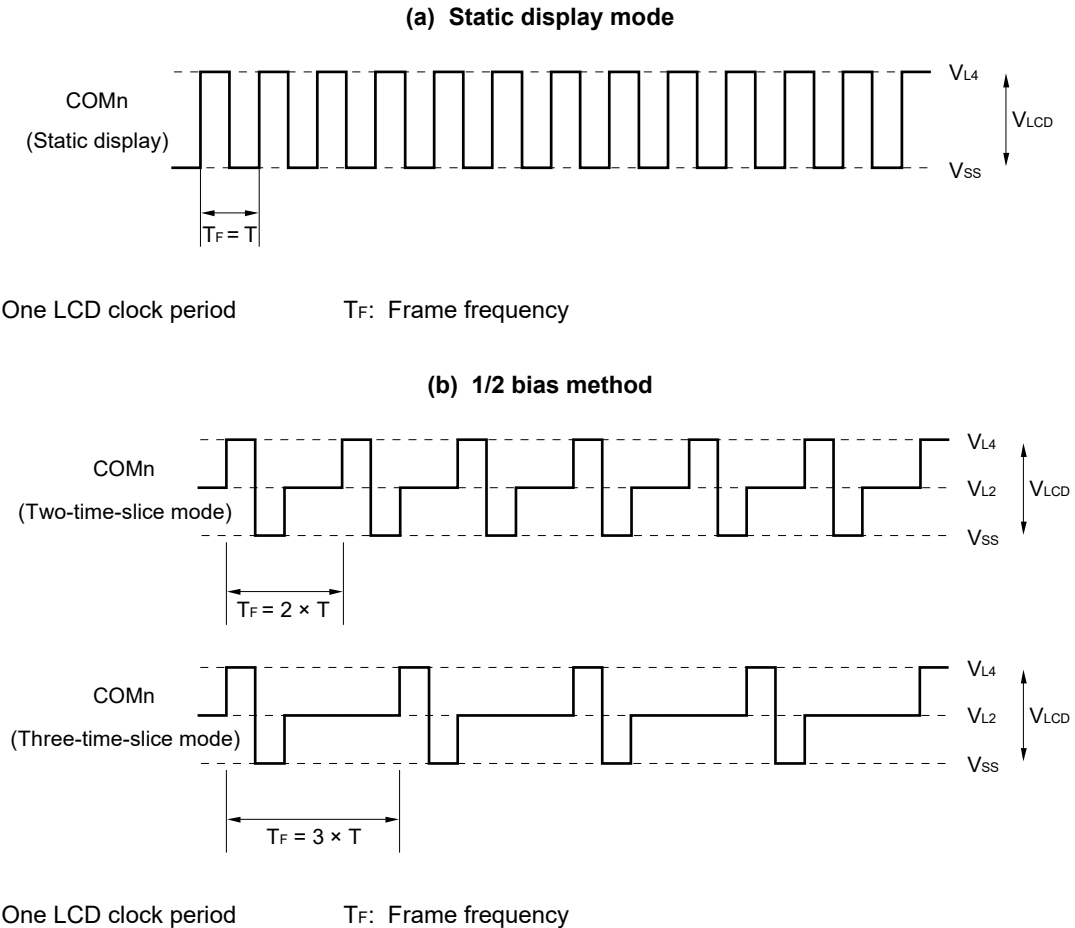 (a) Static display mode
COMn
(Static display)
VL4
VLCD
VSS
TF = T
One LCD clock period TF: Frame frequency
(b) 1/2 bias method
COMn
(Two-time-slice mode)
VL4
VL2
VLCD
VSS
TF = 2 × T
COMn
(Three-time-slice mode)
VL4
VL2
VLCD
VSS
TF = 3 × T
One LCD clock period TF: Frame frequency